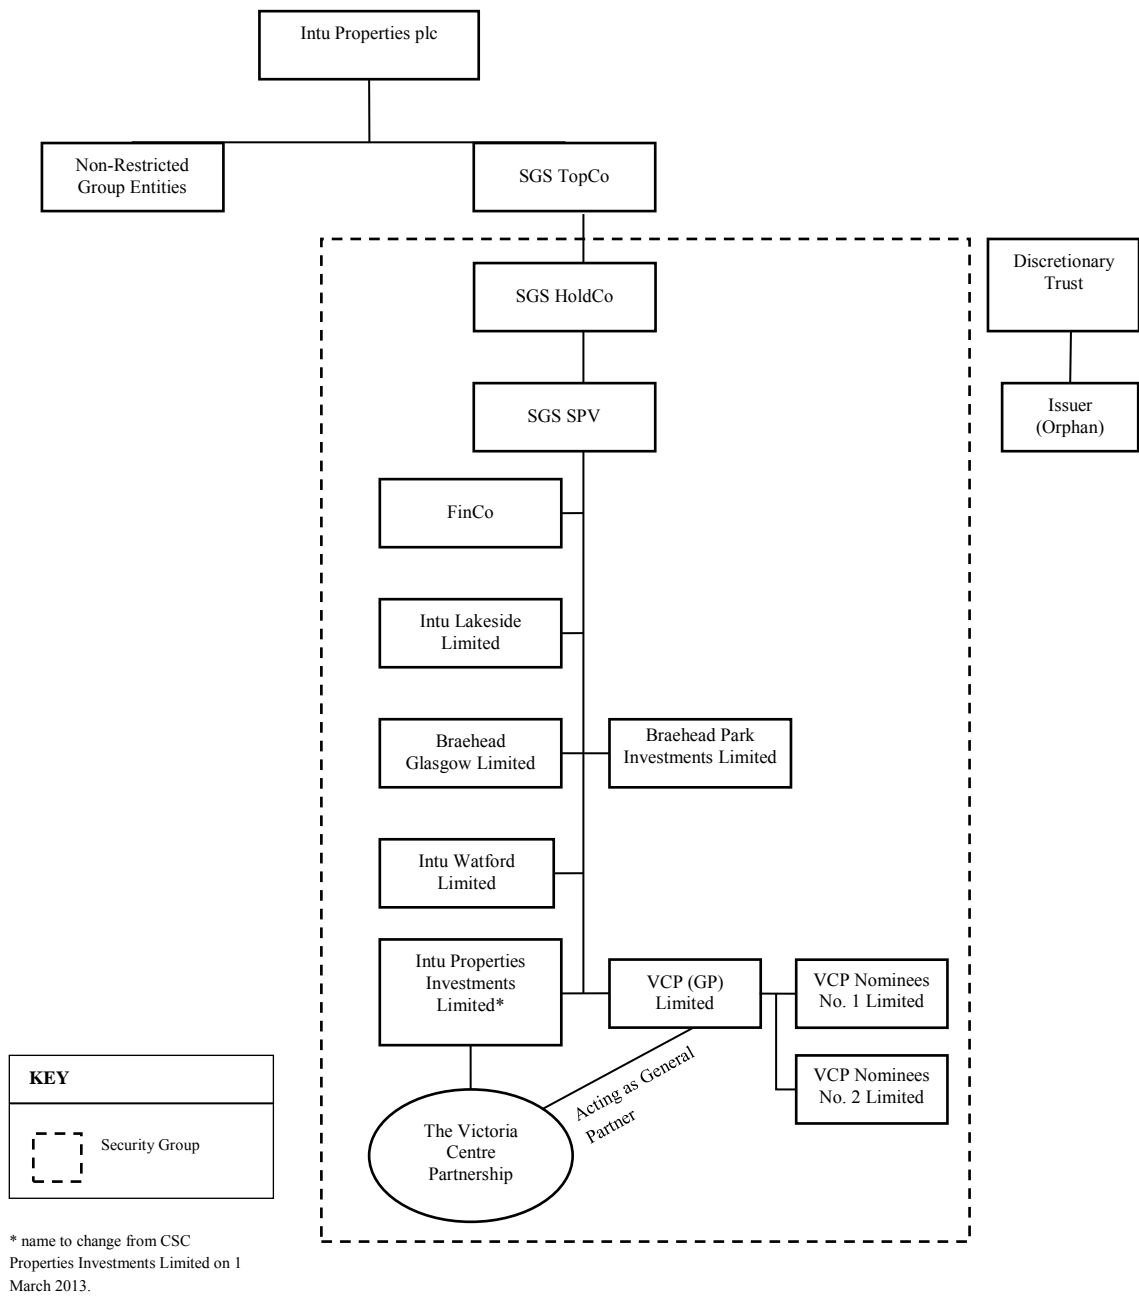 Intu Properties plc
Non-Restricted
Group Entities
SGS TopCo
Discretionary
Trust
SGS HoldCo
Issuer
(Orphan)
SGS SPV
FinCo
Intu Lakeside
Limited
Braehead
Glasgow Limited
Braehead Park
Investments Limited
Intu Watford
Limited
Intu Properties
Investments
Limited*
VCP (GP)
Limited
VCP Nominees
No. 1 Limited
VCP Nominees
No. 2 Limited
Acting as General
Partner
The Victoria
Centre
Partnership
KEY
Security Group
* name to change from CSC
Properties Investments Limited on 1
March 2013.